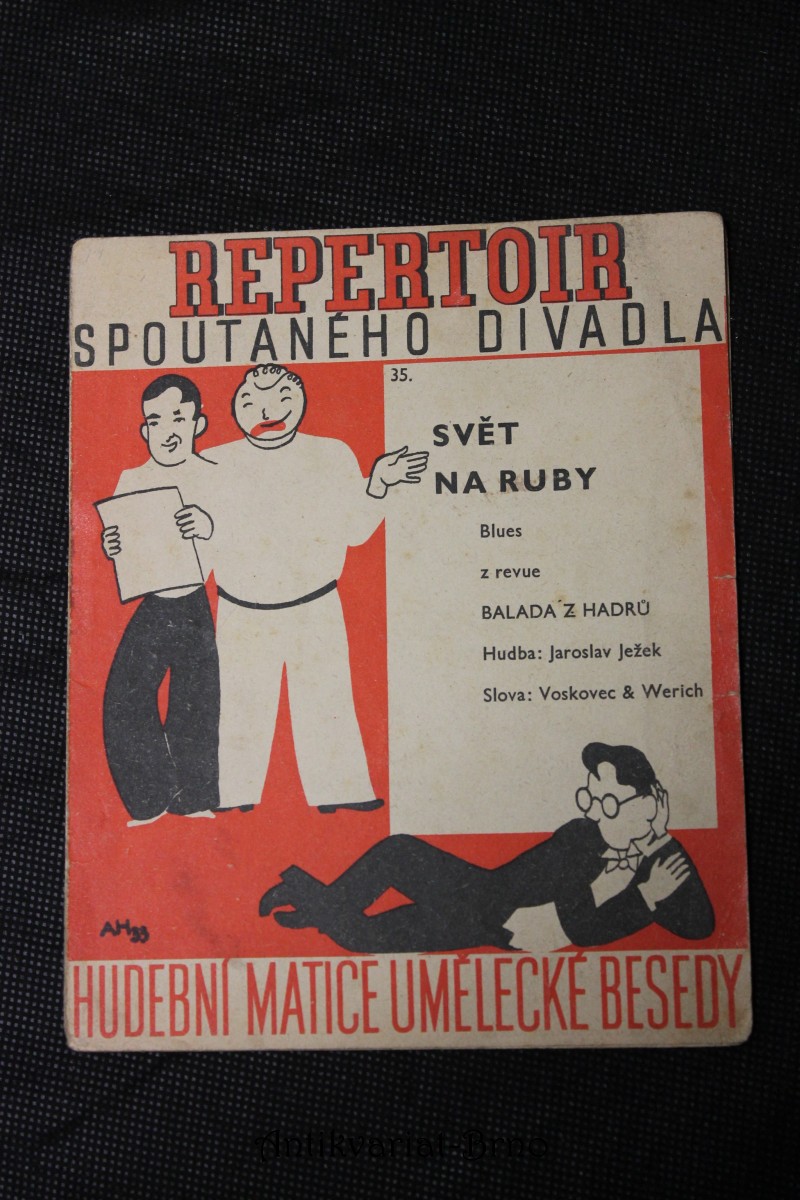 REPERTOIR
SPOUTANÉHO DIVADLA
35.
SVĚT
NA RUBY
Blues
z revue
BALADA Z HADRŮ
Hudba: Jaroslav Ježek
Slova: Voskovec & Werich
AH33
HUDEBNÍ MATICE UMĚLECKÉ BESEDY
Antikvariat-Brno